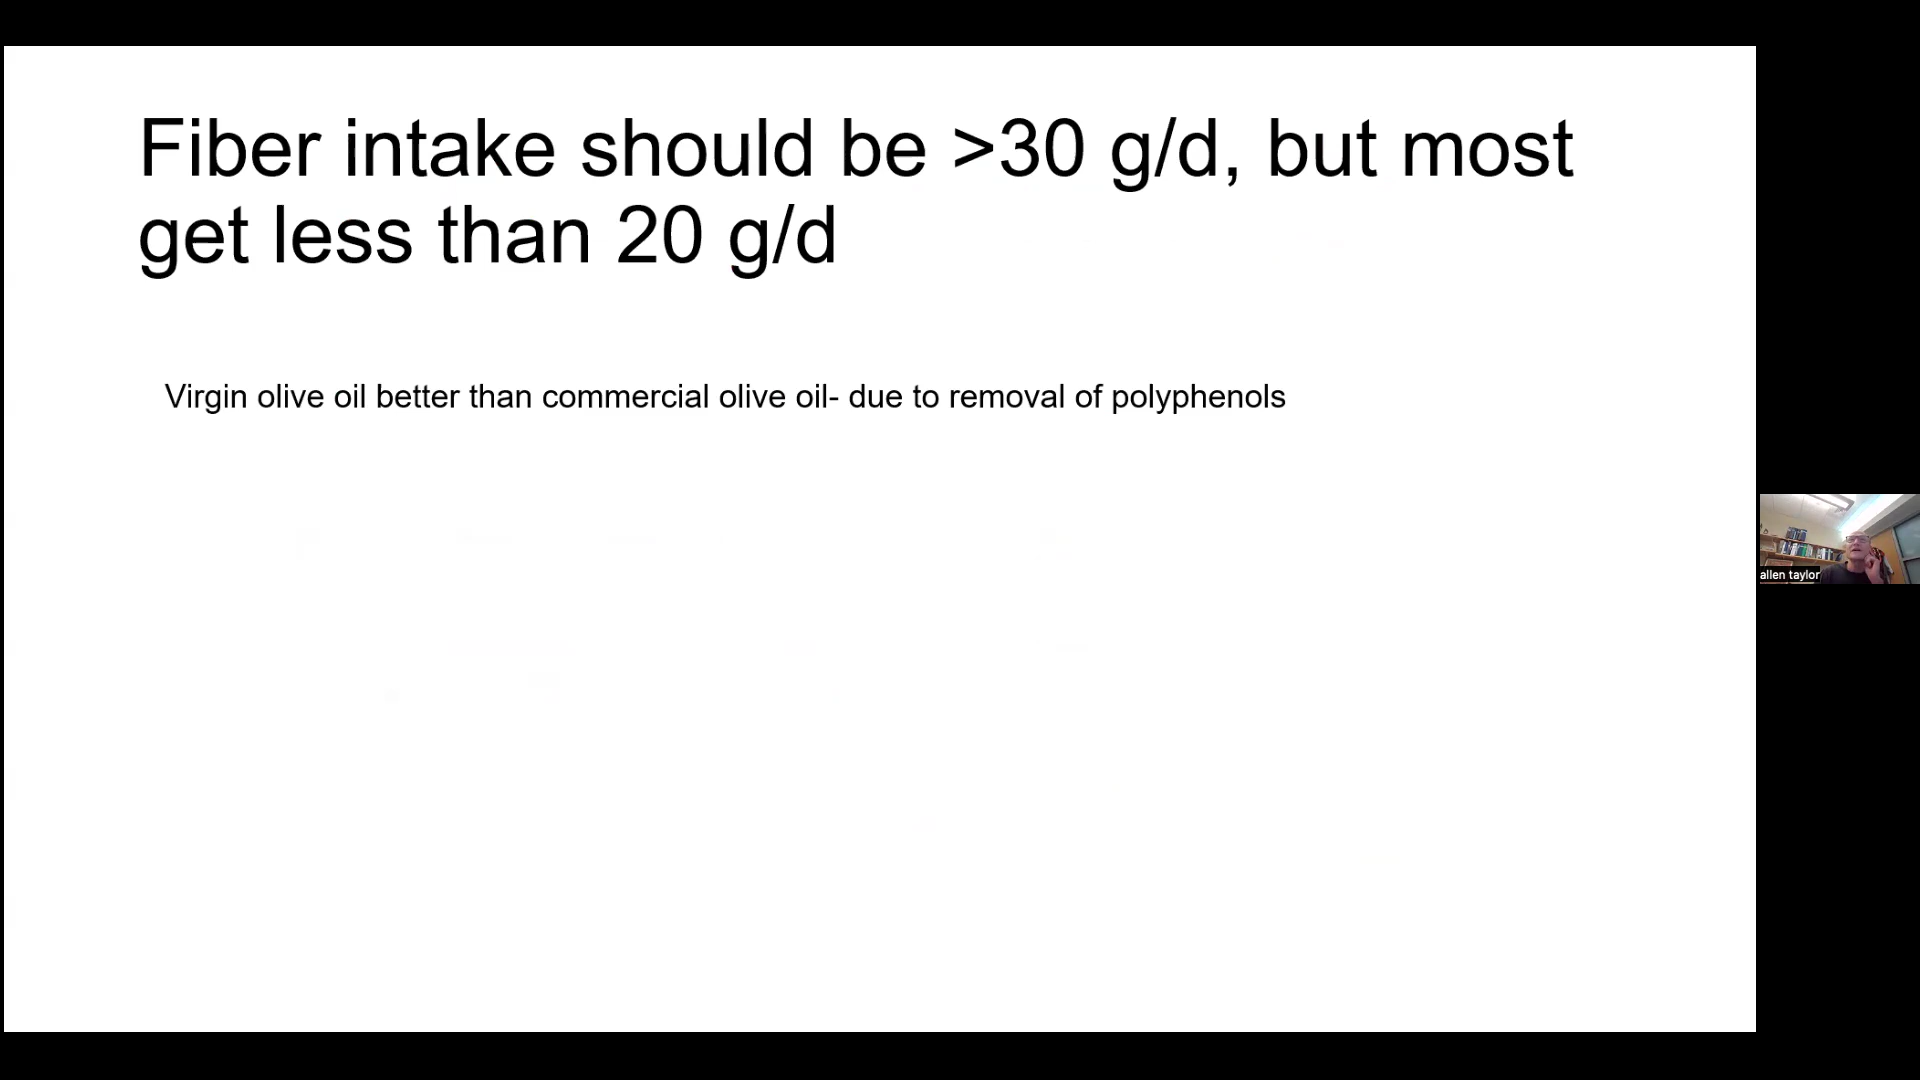 Fiber intake should be >30 g/d, but most
get less than 20 g/d
Virgin olive oil better than commercial olive oil- due to removal of polyphenols
allen taylor